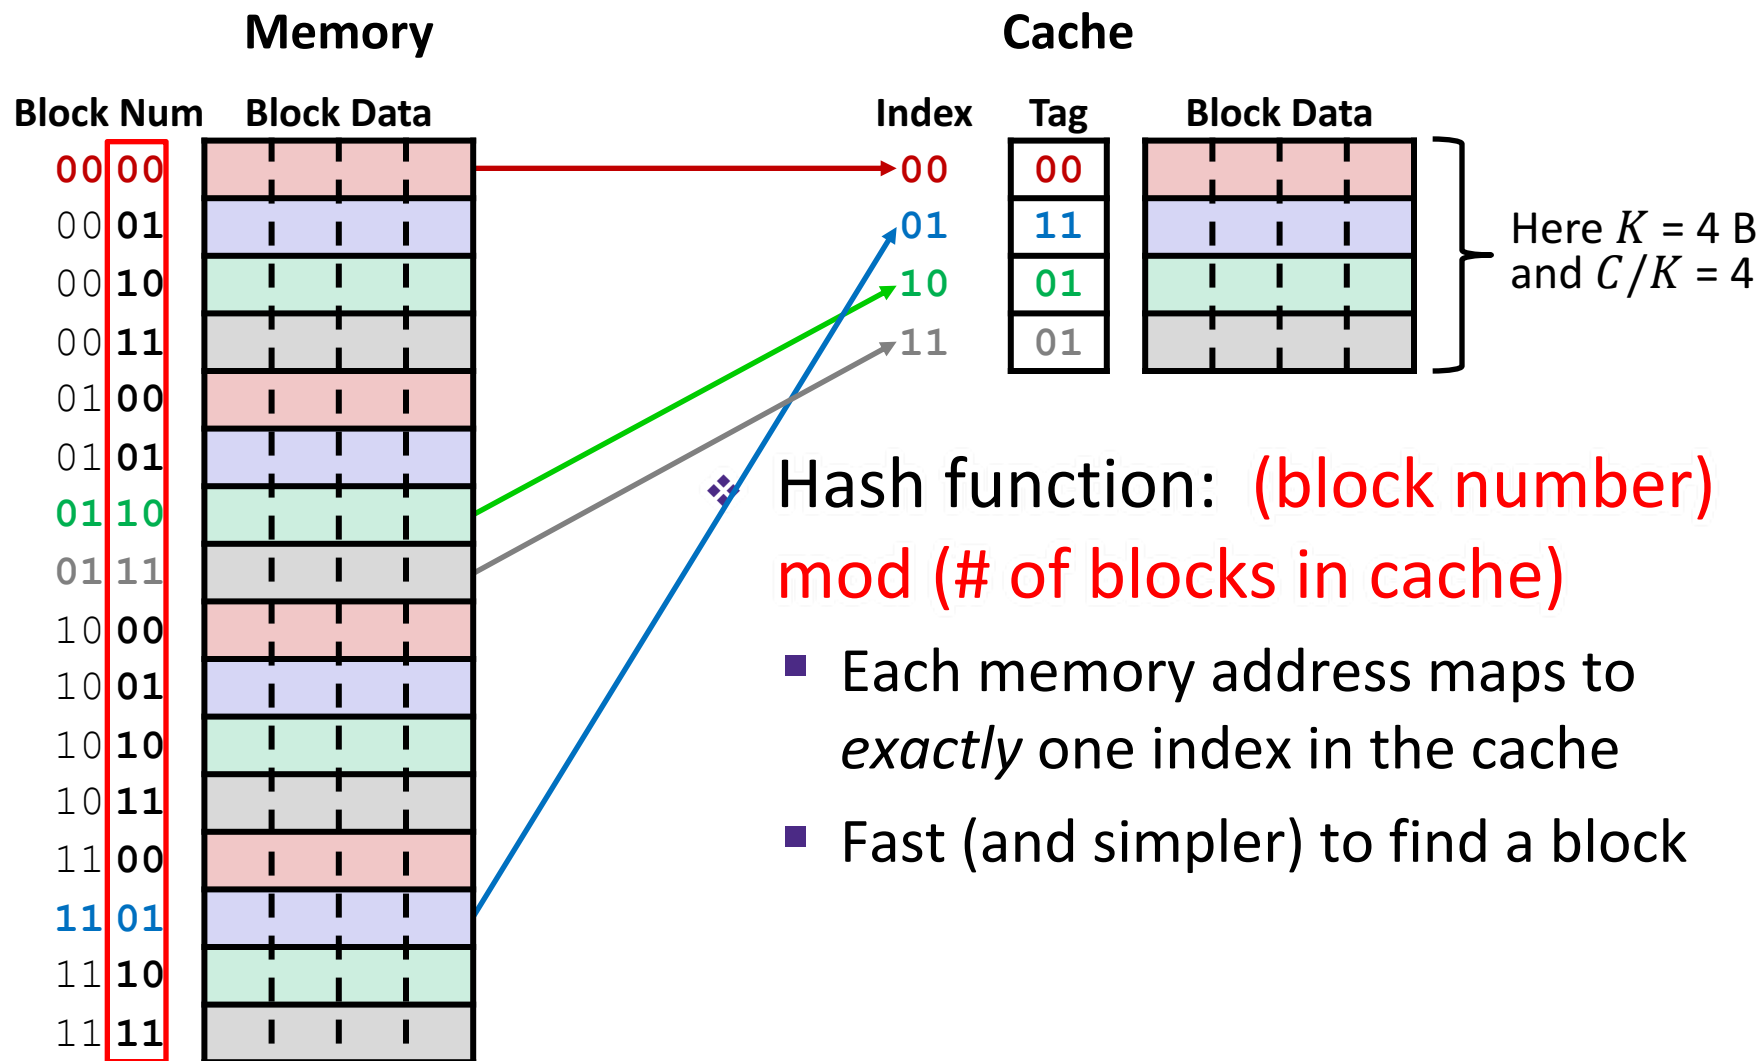 Memory Cache
Block Num Block Data Index Tag Block Data
00 00 00 00
00 01 01 11
00 10 10 01
00 11 11 01
Here K = 4 B
and C/K = 4
01 00
01 01
01 10
01 11
10 00
10 01
10 10
10 11
11 00
11 01
11 10
11 11
Hash function: (block number)
mod (# of blocks in cache)
Each memory address maps to
exactly one index in the cache
Fast (and simpler) to find a block